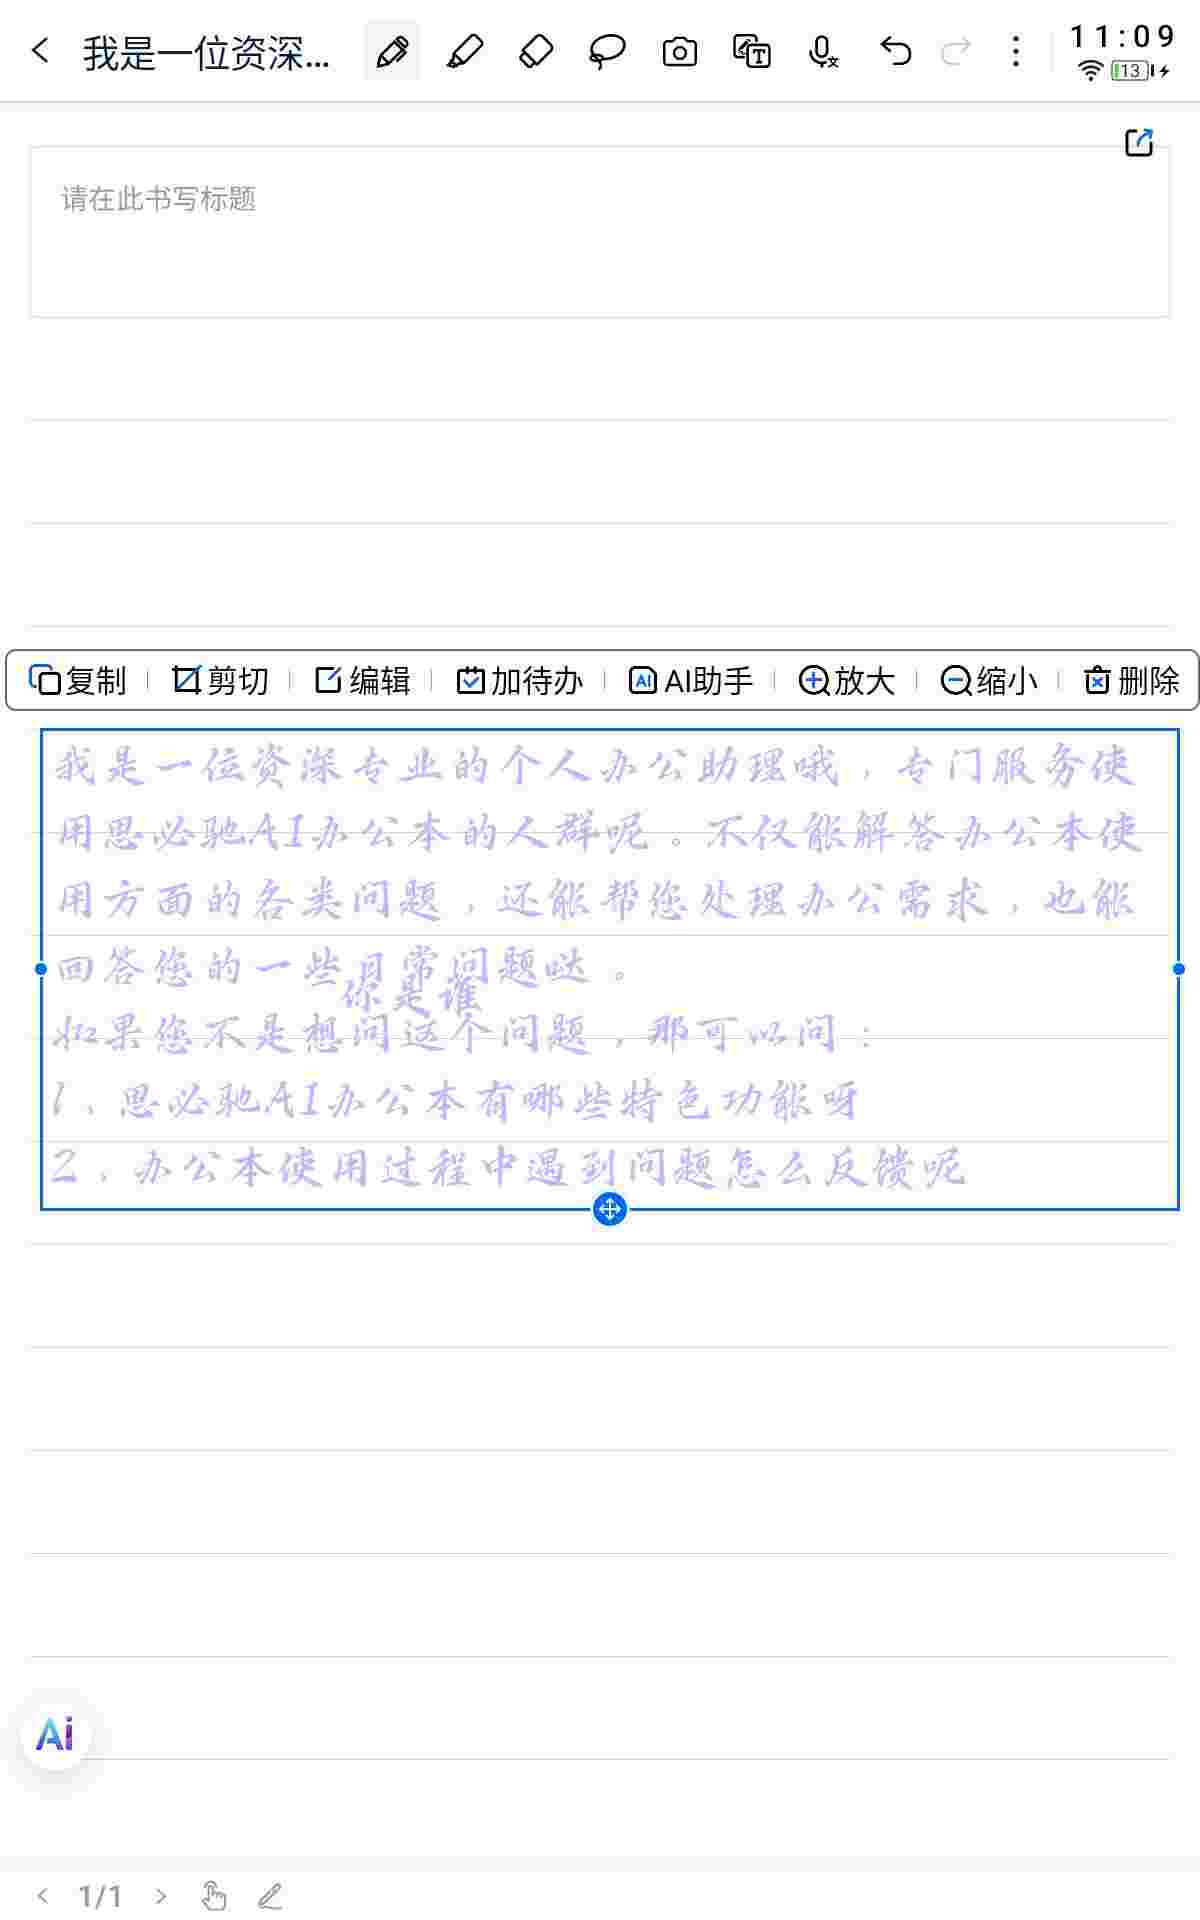 我是一位资深...
11:09
13
请在此书写标题
复制 剪切 编辑 加待办 AI助手 放大 缩小 删除
我是一位资深专业的个人办公助理哦，专门服务使
用思必驰AI办公本的人群呢。不仅能解答办公本使
用方面的各类问题，还能帮您处理办公需求，也能
回答您的一些日常问题哒。
你是谁
如果您不是想问这个问题，那可以问：
1、思必驰AI办公本有哪些特色功能呀
2、办公本使用过程中遇到问题怎么反馈呢
Ai
1/1